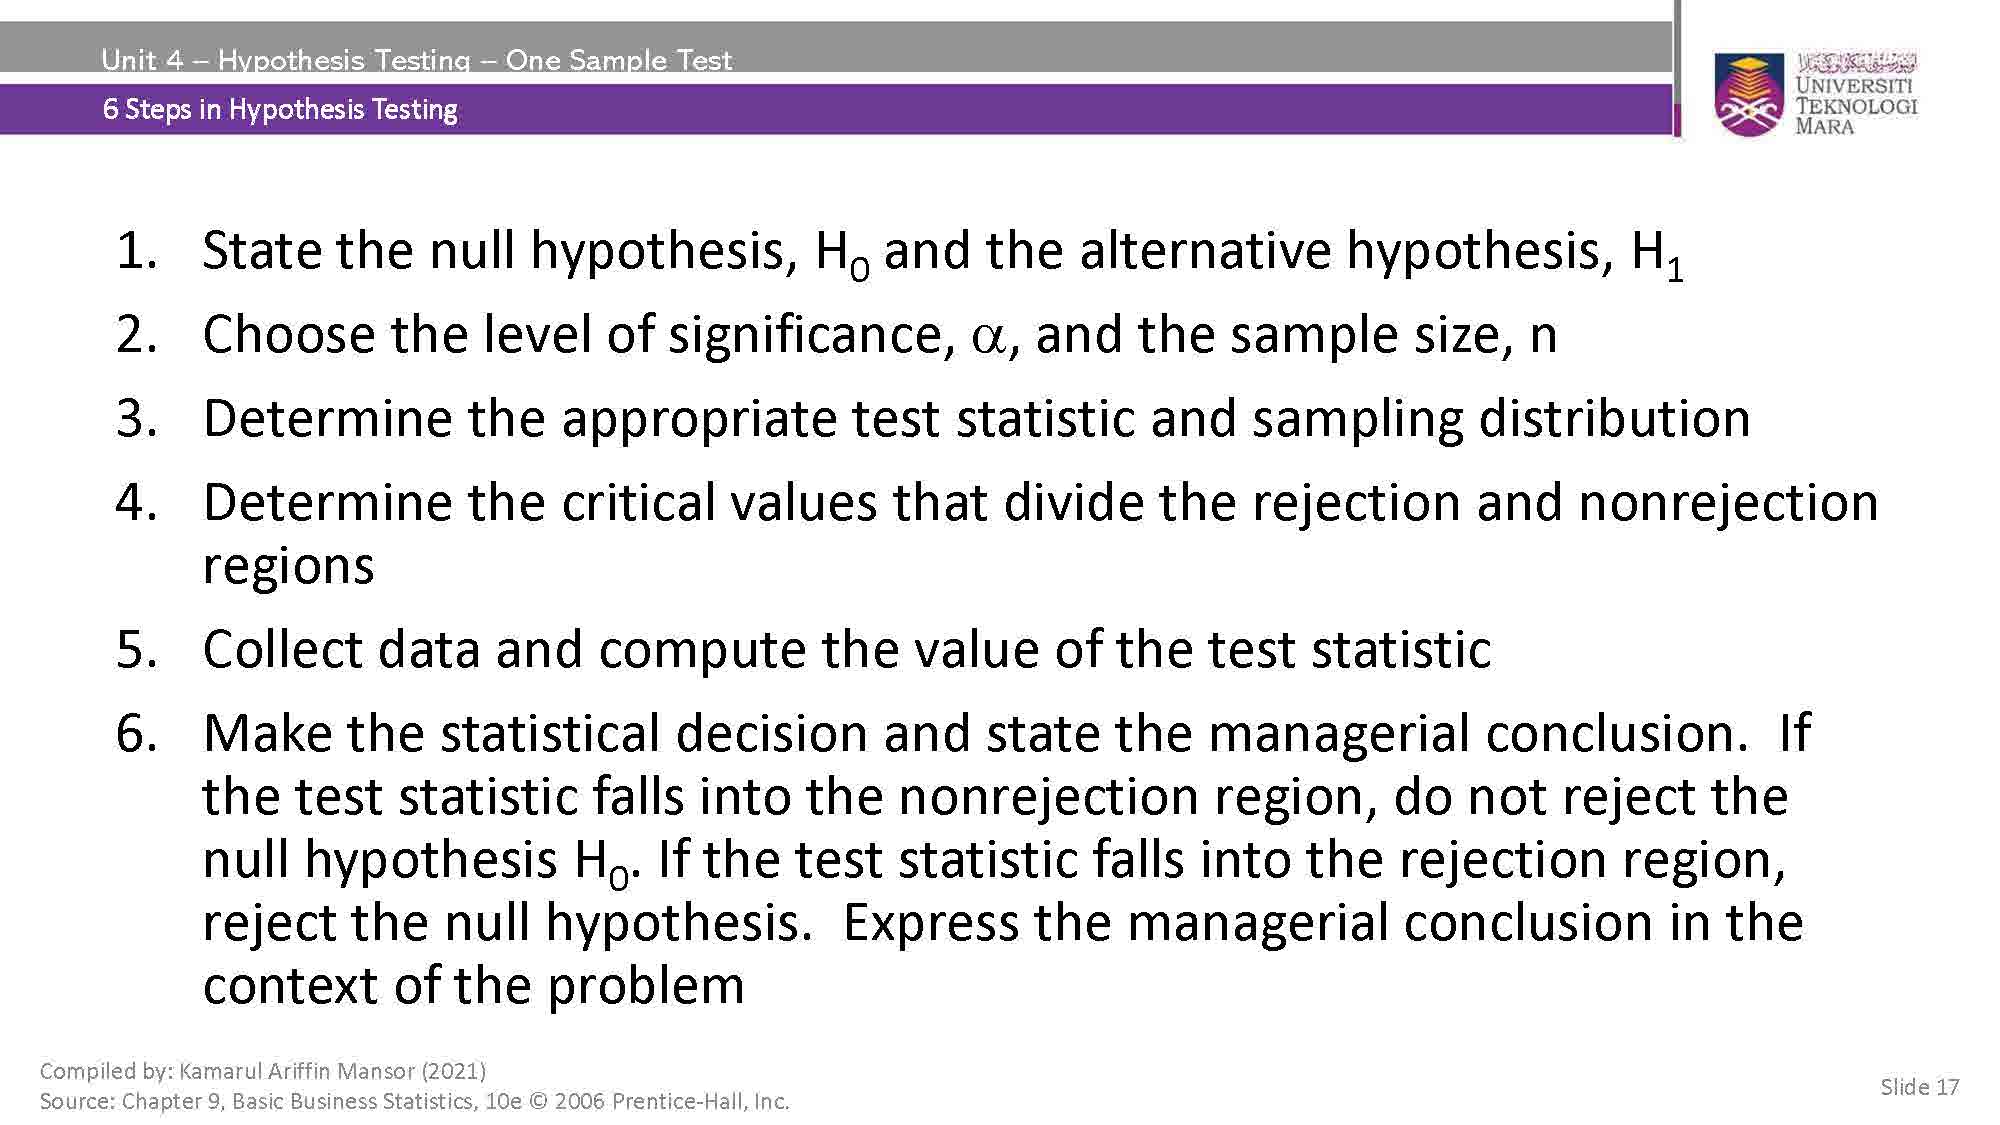 Unit 4 – Hypothesis Testing – One Sample Test
6 Steps in Hypothesis Testing
UNIVERSITI
TEKNOLOGI
MARA
1. State the null hypothesis, H₀ and the alternative hypothesis, H₁
2. Choose the level of significance, α, and the sample size, n
3. Determine the appropriate test statistic and sampling distribution
4. Determine the critical values that divide the rejection and nonrejection
regions
5. Collect data and compute the value of the test statistic
6. Make the statistical decision and state the managerial conclusion. If
the test statistic falls into the nonrejection region, do not reject the
null hypothesis H₀. If the test statistic falls into the rejection region,
reject the null hypothesis. Express the managerial conclusion in the
context of the problem
Compiled by: Kamarul Ariffin Mansor (2021)
Source: Chapter 9, Basic Business Statistics, 10e © 2006 Prentice-Hall, Inc.
Slide 17